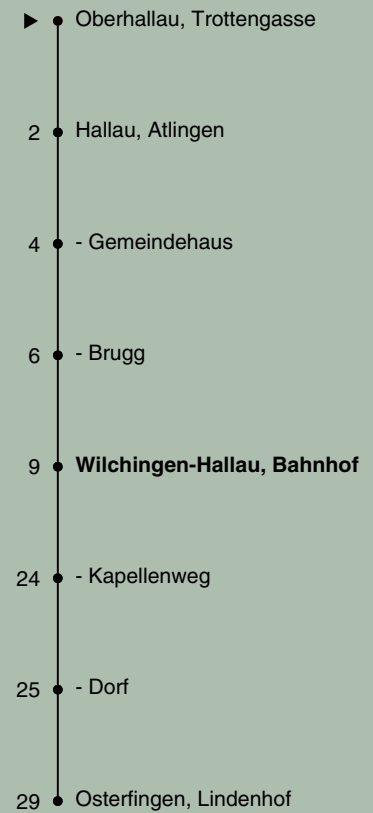 Oberhallau, Trottengasse
2 Hallau, Atlingen
4 - Gemeindehaus
6 - Brugg
9 Wilchingen-Hallau, Bahnhof
24 - Kapellenweg
25 - Dorf
29 Osterfingen, Lindenhof